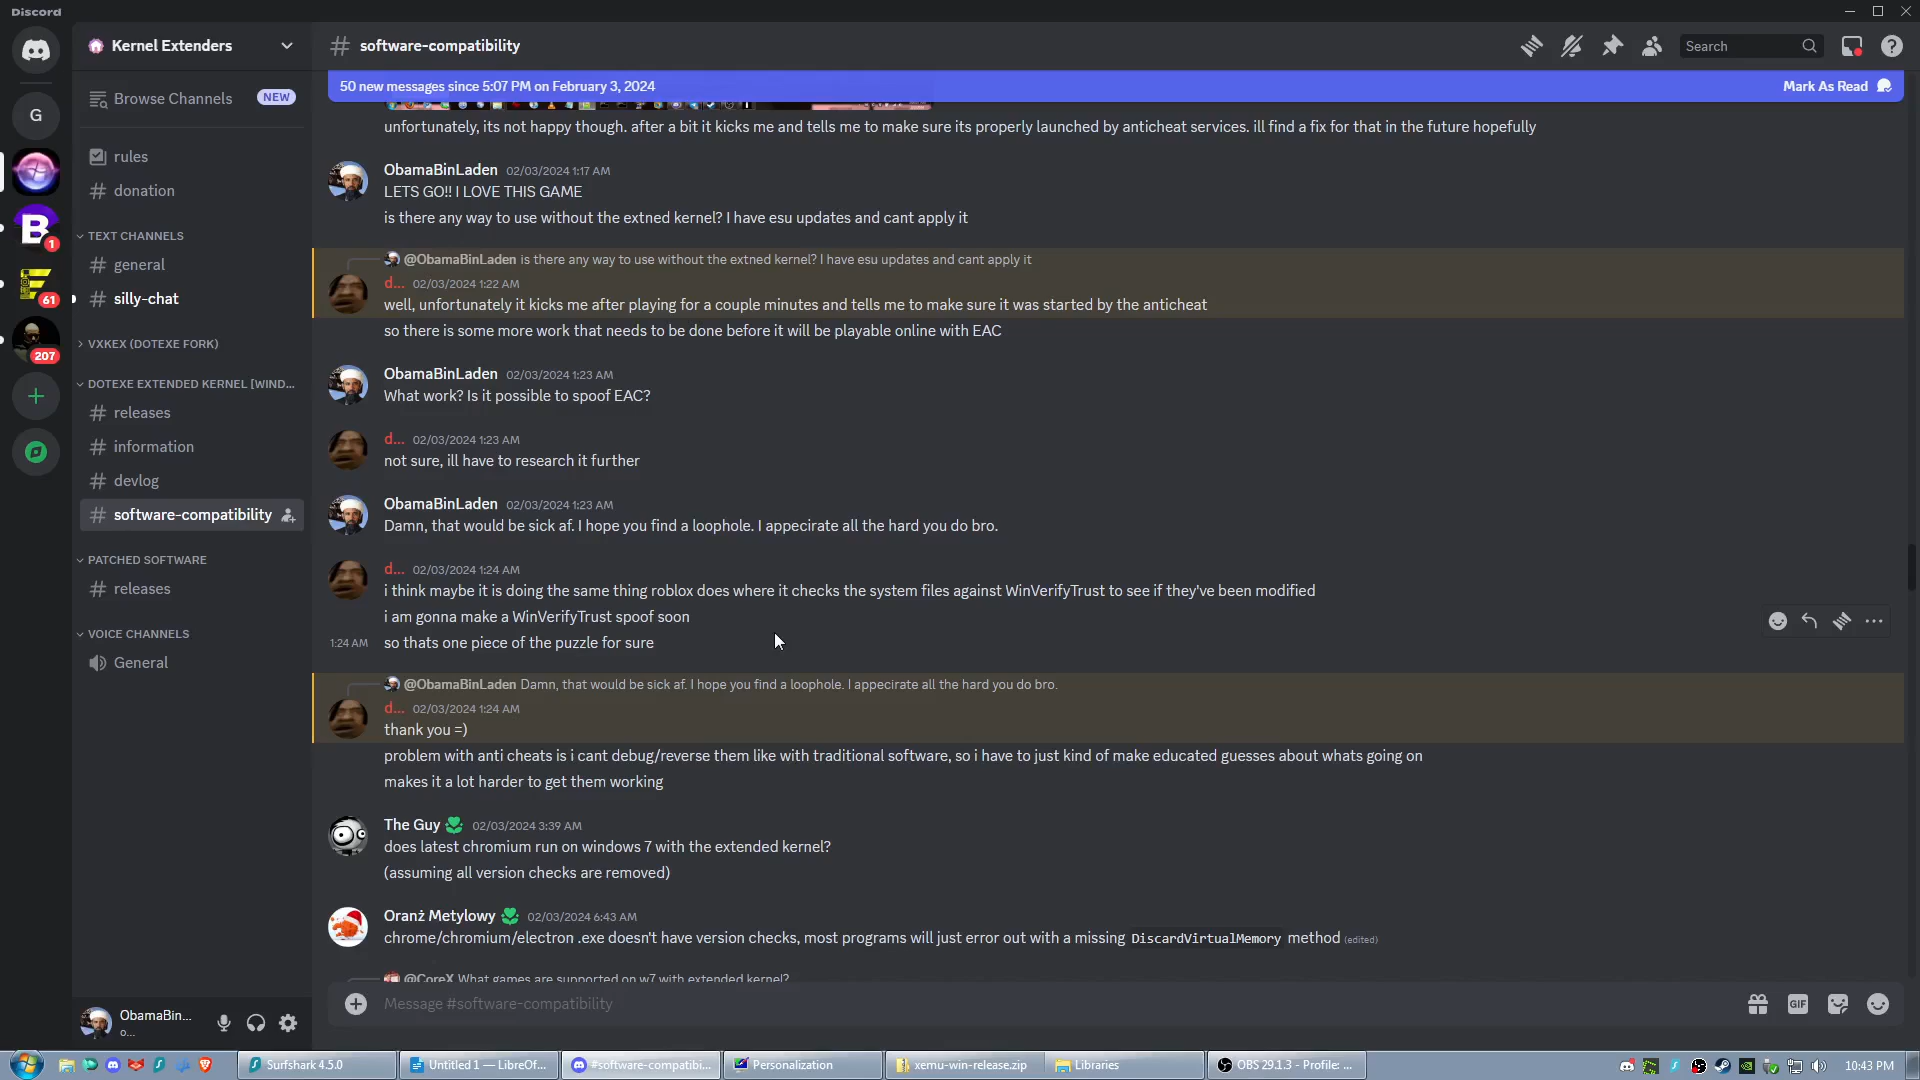 Discord
Kernel Extenders
software-compatibility
Search
50 new messages since 5:07 PM on February 3, 2024
Mark As Read
Browse Channels
NEW
rules
donation
TEXT CHANNELS
general
silly-chat
VXKEX (DOTEXE FORK)
DOTEXE EXTENDED KERNEL [WIND...
releases
information
devlog
software-compatibility
PATCHED SOFTWARE
releases
VOICE CHANNELS
General
G
B
1
61
207
unfortunately, its not happy though. after a bit it kicks me and tells me to make sure its properly launched by anticheat services. ill find a fix for that in the future hopefully
ObamaBinLaden 02/03/2024 1:17 AM
LETS GO!! I LOVE THIS GAME
is there any way to use without the extned kernel? I have esu updates and cant apply it
@ObamaBinLaden is there any way to use without the extned kernel? I have esu updates and cant apply it
d... 02/03/2024 1:22 AM
well, unfortunately it kicks me after playing for a couple minutes and tells me to make sure it was started by the anticheat
so there is some more work that needs to be done before it will be playable online with EAC
ObamaBinLaden 02/03/2024 1:23 AM
What work? Is it possible to spoof EAC?
d... 02/03/2024 1:23 AM
not sure, ill have to research it further
ObamaBinLaden 02/03/2024 1:23 AM
Damn, that would be sick af. I hope you find a loophole. I appecirate all the hard you do bro.
d... 02/03/2024 1:24 AM
i think maybe it is doing the same thing roblox does where it checks the system files against WinVerifyTrust to see if they've been modified
i am gonna make a WinVerifyTrust spoof soon
1:24 AM so thats one piece of the puzzle for sure
@ObamaBinLaden Damn, that would be sick af. I hope you find a loophole. I appecirate all the hard you do bro.
d... 02/03/2024 1:24 AM
thank you =)
problem with anti cheats is i cant debug/reverse them like with traditional software, so i have to just kind of make educated guesses about whats going on
makes it a lot harder to get them working
The Guy 02/03/2024 3:39 AM
does latest chromium run on windows 7 with the extended kernel?
(assuming all version checks are removed)
Oranż Metylowy 02/03/2024 6:43 AM
chrome/chromium/electron .exe doesn't have version checks, most programs will just error out with a missing DiscardVirtualMemory method (edited)
@CoreX What games are supported on w7 with extended kernel?
Message #software-compatibility
GIF
ObamaBin...
o...
Surfshark 4.5.0
Untitled 1 — LibreOf...
#software-compatibi...
Personalization
xemu-win-release.zip
Libraries
OBS 29.1.3 - Profile: ...
10:43 PM